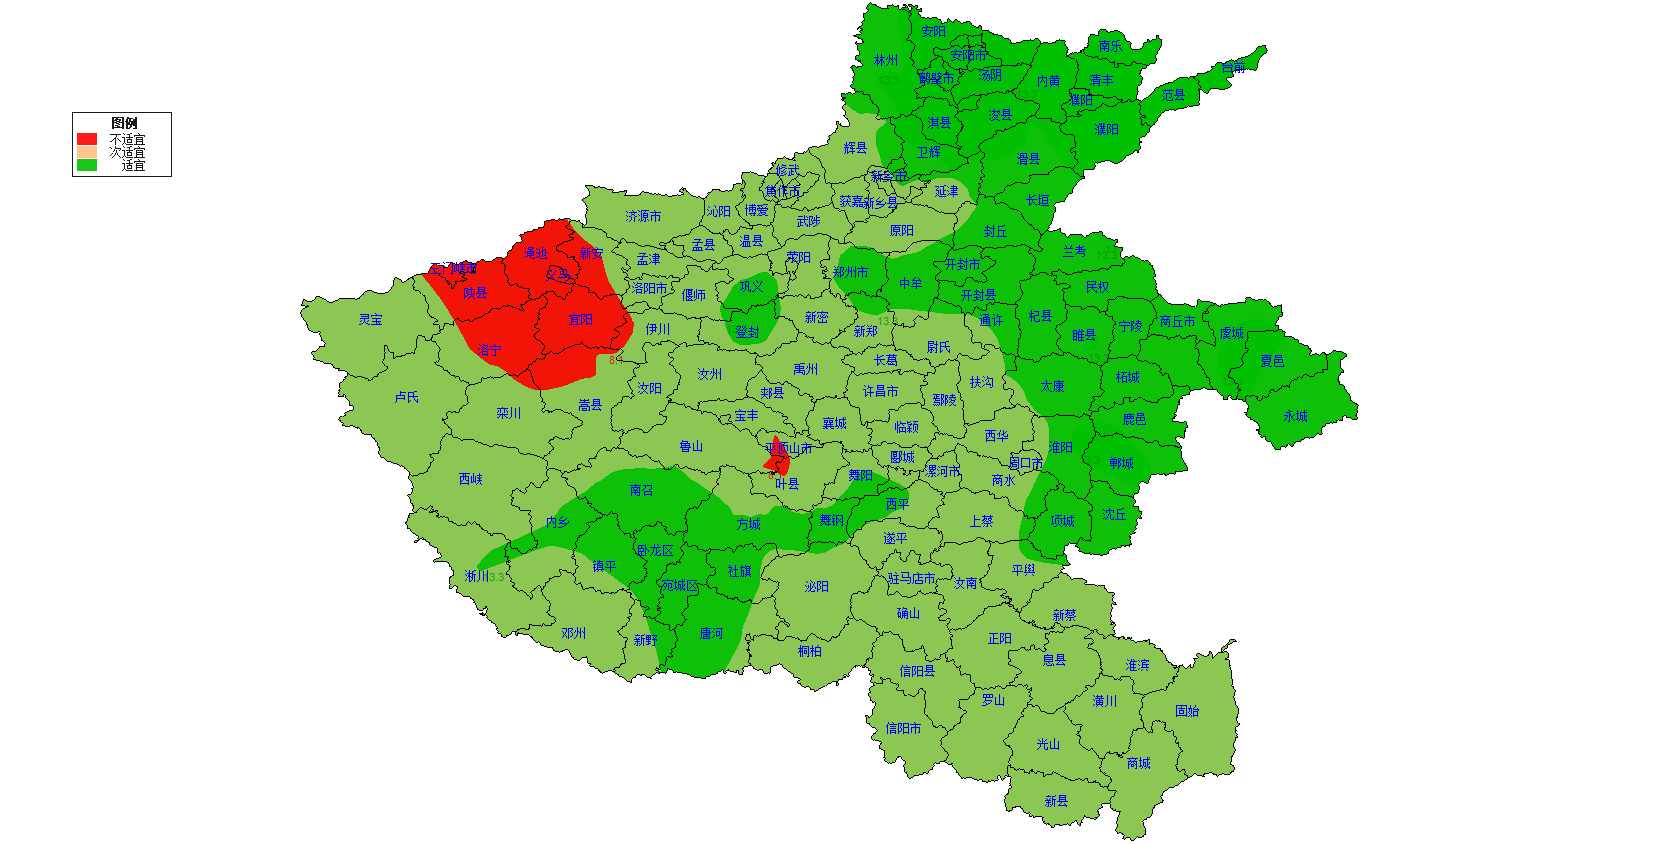 图例
不适宜
次适宜
适宜
安阳
南乐
林州
安阳市
台前
13.3
鹤壁市
汤阴
内黄
清丰
13.3
濮阳
范县
淇县
浚县
濮阳
辉县
卫辉
滑县
修武
新乡市
焦作市
延津
济源市
沁阳
博爱
获嘉
新乡县
长垣
武陟
原阳
封丘
渑池
新安
孟县
温县
兰考
13.3
孟津
荥阳
开封市
三门峡市
郑州市
陕县
洛阳市
偃师
巩义
中牟
开封县
民权
灵宝
宜阳
伊川
登封
新密
新郑
13.3
通许
杞县
睢县
宁陵
商丘市
虞城
洛宁
尉氏
夏邑
汝阳
汝州
禹州
长葛
扶沟
太康
柘城
卢氏
栾川
嵩县
郏县
许昌市
鄢陵
宝丰
襄城
临颍
永城
鲁山
平顶山市
西华
淮阳
鹿邑
郾城
周口市
郸城
西峡
南召
叶县
舞阳
漯河市
商水
内乡
方城
舞钢
西平
上蔡
项城
沈丘
卧龙区
遂平
淅川
13.3
镇平
社旗
宛城区
泌阳
驻马店市
汝南
平舆
邓州
新野
唐河
确山
新蔡
桐柏
正阳
信阳县
息县
淮滨
信阳市
罗山
潢川
固始
光山
商城
新县